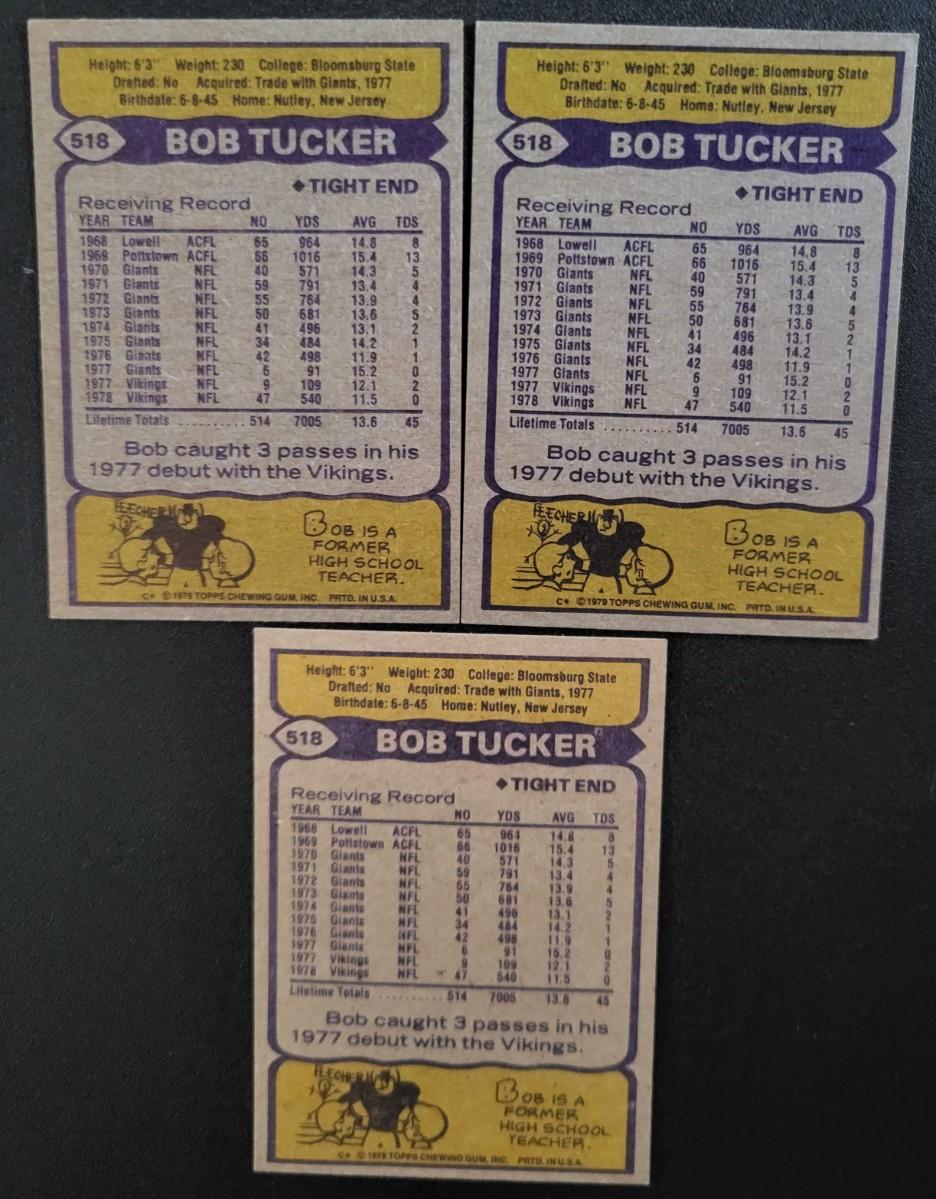 Height: 6'3" Weight: 230 College: Bloomsburg State
Drafted: No Acquired: Trade with Giants, 1977
Birthdate: 6-8-45 Home: Nutley, New Jersey
518 BOB TUCKER
◆TIGHT END
Receiving Record
YEAR TEAM NO YDS AVG TDS
1968 Lowell ACFL 65 964 14.8 8
1969 Pottstown ACFL 66 1016 15.4 13
1970 Giants NFL 40 571 14.3 5
1971 Giants NFL 59 791 13.4 4
1972 Giants NFL 55 764 13.9 4
1973 Giants NFL 50 681 13.6 5
1974 Giants NFL 41 496 13.1 2
1975 Giants NFL 34 484 14.2 1
1976 Giants NFL 42 498 11.9 1
1977 Giants NFL 6 91 15.2 0
1977 Vikings NFL 9 109 12.1 2
1978 Vikings NFL 47 540 11.5 0
Lifetime Totals .......... 514 7005 13.6 45
Bob caught 3 passes in his
1977 debut with the Vikings.
BOB IS A
FORMER
HIGH SCHOOL
TEACHER.
C* ©1979 TOPPS CHEWING GUM, INC. PRTD. IN U.S.A.
Height: 6'3" Weight: 230 College: Bloomsburg State
Drafted: No Acquired: Trade with Giants, 1977
Birthdate: 6-8-45 Home: Nutley, New Jersey
518 BOB TUCKER
◆TIGHT END
Receiving Record
YEAR TEAM NO YDS AVG TDS
1968 Lowell ACFL 65 964 14.8 8
1969 Pottstown ACFL 66 1016 15.4 13
1970 Giants NFL 40 571 14.3 5
1971 Giants NFL 59 791 13.4 4
1972 Giants NFL 55 764 13.9 4
1973 Giants NFL 50 681 13.6 5
1974 Giants NFL 41 496 13.1 2
1975 Giants NFL 34 484 14.2 1
1976 Giants NFL 42 498 11.9 1
1977 Giants NFL 6 91 15.2 0
1977 Vikings NFL 9 109 12.1 2
1978 Vikings NFL 47 540 11.5 0
Lifetime Totals .......... 514 7005 13.6 45
Bob caught 3 passes in his
1977 debut with the Vikings.
BOB IS A
FORMER
HIGH SCHOOL
TEACHER.
C* ©1979 TOPPS CHEWING GUM, INC. PRTD. IN U.S.A.
Height: 6'3" Weight: 230 College: Bloomsburg State
Drafted: No Acquired: Trade with Giants, 1977
Birthdate: 6-8-45 Home: Nutley, New Jersey
518 BOB TUCKER
◆TIGHT END
Receiving Record
YEAR TEAM NO YDS AVG TDS
1968 Lowell ACFL 65 964 14.8 8
1969 Pottstown ACFL 66 1016 15.4 13
1970 Giants NFL 40 571 14.3 5
1971 Giants NFL 59 791 13.4 4
1972 Giants NFL 55 764 13.9 4
1973 Giants NFL 50 681 13.6 5
1974 Giants NFL 41 496 13.1 2
1975 Giants NFL 34 484 14.2 1
1976 Giants NFL 42 498 11.9 1
1977 Giants NFL 6 91 15.2 0
1977 Vikings NFL 9 109 12.1 2
1978 Vikings NFL 47 540 11.5 0
Lifetime Totals .......... 514 7005 13.6 45
Bob caught 3 passes in his
1977 debut with the Vikings.
BOB IS A
FORMER
HIGH SCHOOL
TEACHER.
C* ©1979 TOPPS CHEWING GUM, INC. PRTD. IN U.S.A.